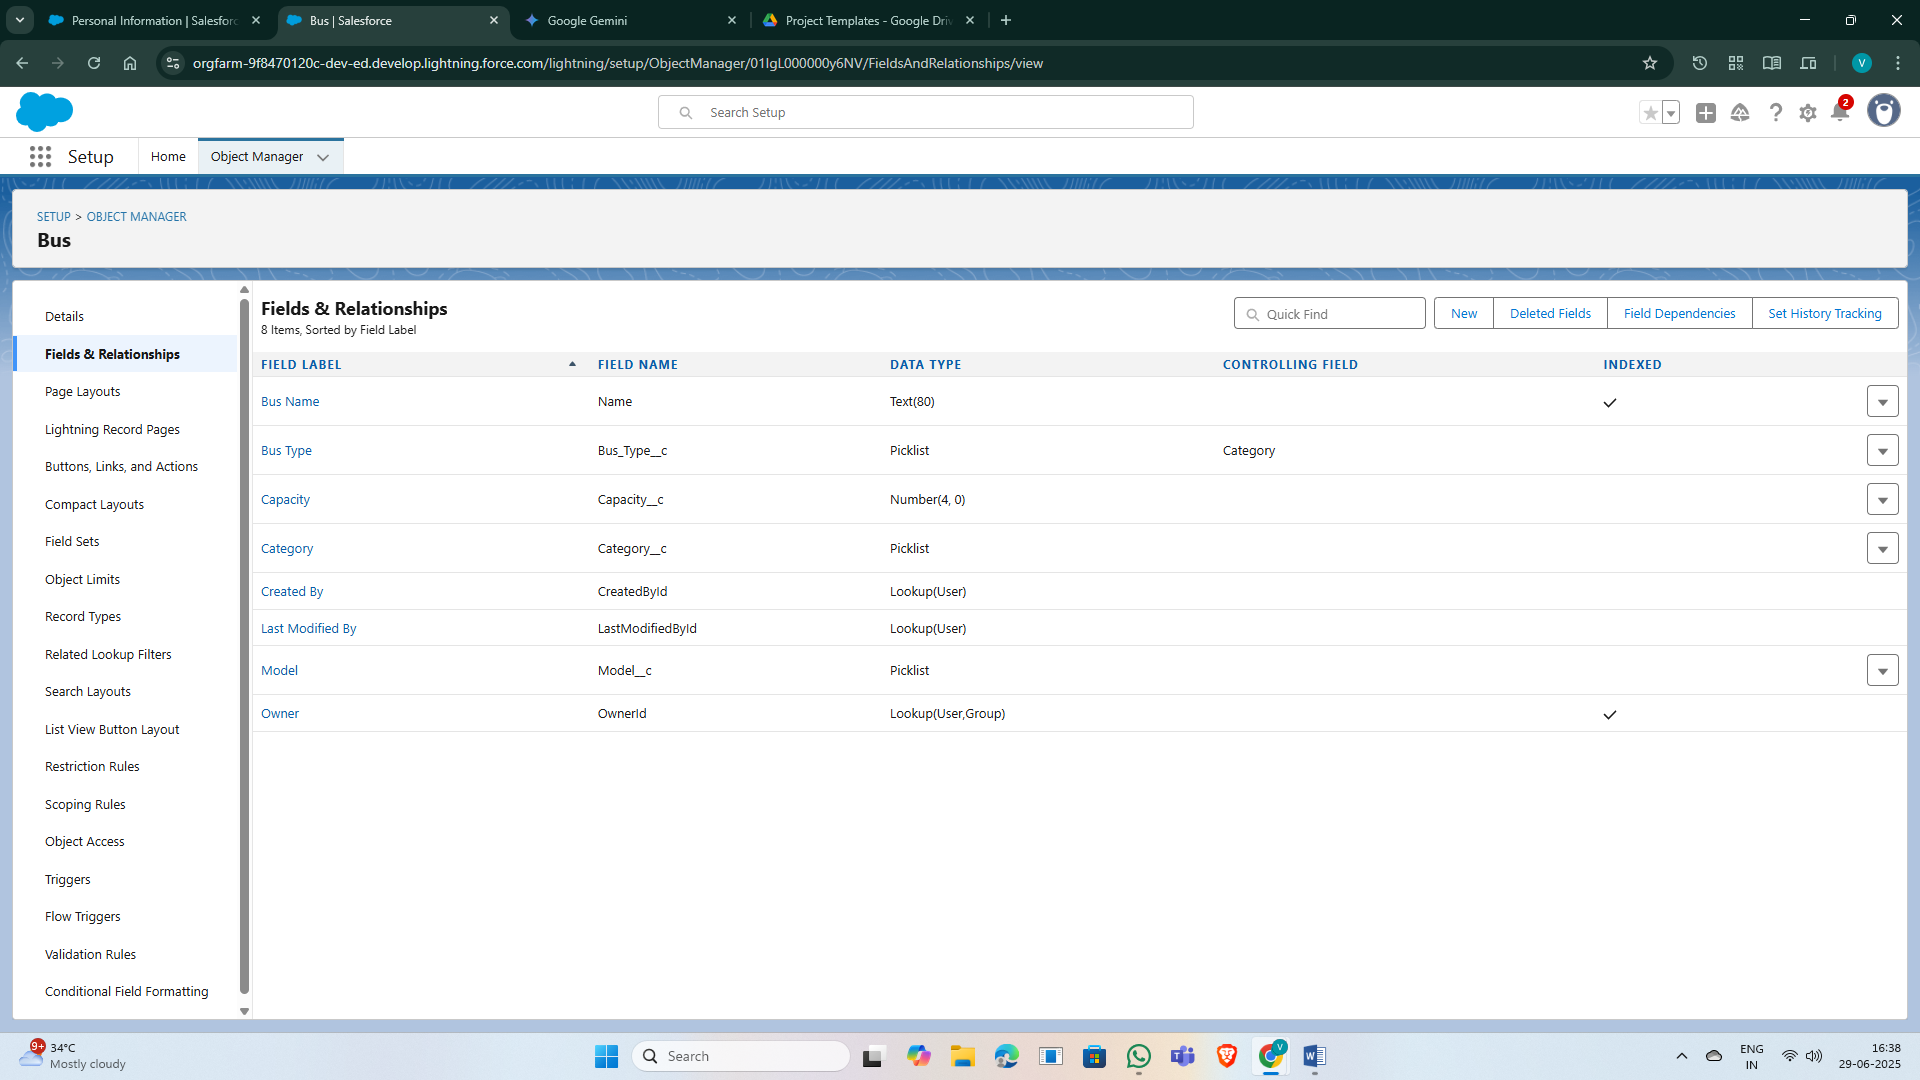 Personal Information | Salesforc
Bus | Salesforce
Google Gemini
Project Templates - Google Driv
orgfarm-9f8470120c-dev-ed.develop.lightning.force.com/lightning/setup/ObjectManager/01IgL000000y6NV/FieldsAndRelationships/view
V
Search Setup
2
Setup
Home
Object Manager
SETUP > OBJECT MANAGER
Bus
Details
Fields & Relationships
Page Layouts
Lightning Record Pages
Buttons, Links, and Actions
Compact Layouts
Field Sets
Object Limits
Record Types
Related Lookup Filters
Search Layouts
List View Button Layout
Restriction Rules
Scoping Rules
Object Access
Triggers
Flow Triggers
Validation Rules
Conditional Field Formatting
Fields & Relationships
8 Items, Sorted by Field Label
Quick Find
New
Deleted Fields
Field Dependencies
Set History Tracking
FIELD LABEL FIELD NAME DATA TYPE CONTROLLING FIELD INDEXED
Bus Name Name Text(80)
Bus Type Bus_Type__c Picklist Category
Capacity Capacity__c Number(4, 0)
Category Category__c Picklist
Created By CreatedById Lookup(User)
Last Modified By LastModifiedById Lookup(User)
Model Model__c Picklist
Owner OwnerId Lookup(User,Group)
9+
34°C
Mostly cloudy
Search
V
ENG
IN
16:38
29-06-2025